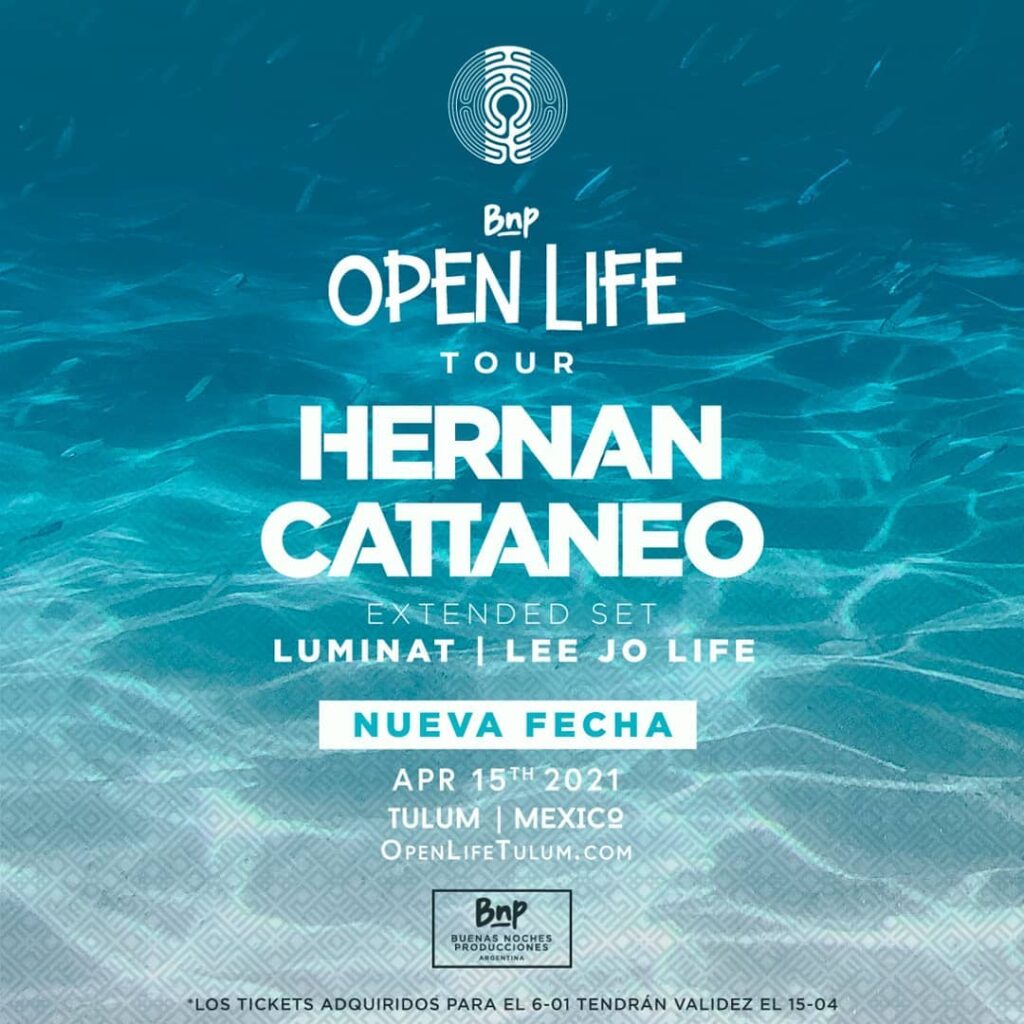 BnP
OPEN LIFE
TOUR
HERNAN
CATTANEO
EXTENDED SET
LUMINAT | LEE JO LIFE
NUEVA FECHA
APR 15TH 2021
TULUM | MEXICO
OPENLIFETULUM.COM
BnP
BUENAS NOCHES
PRODUCCIONES
ARGENTINA
*LOS TICKETS ADQUIRIDOS PARA EL 6-01 TENDRÁN VALIDEZ EL 15-04